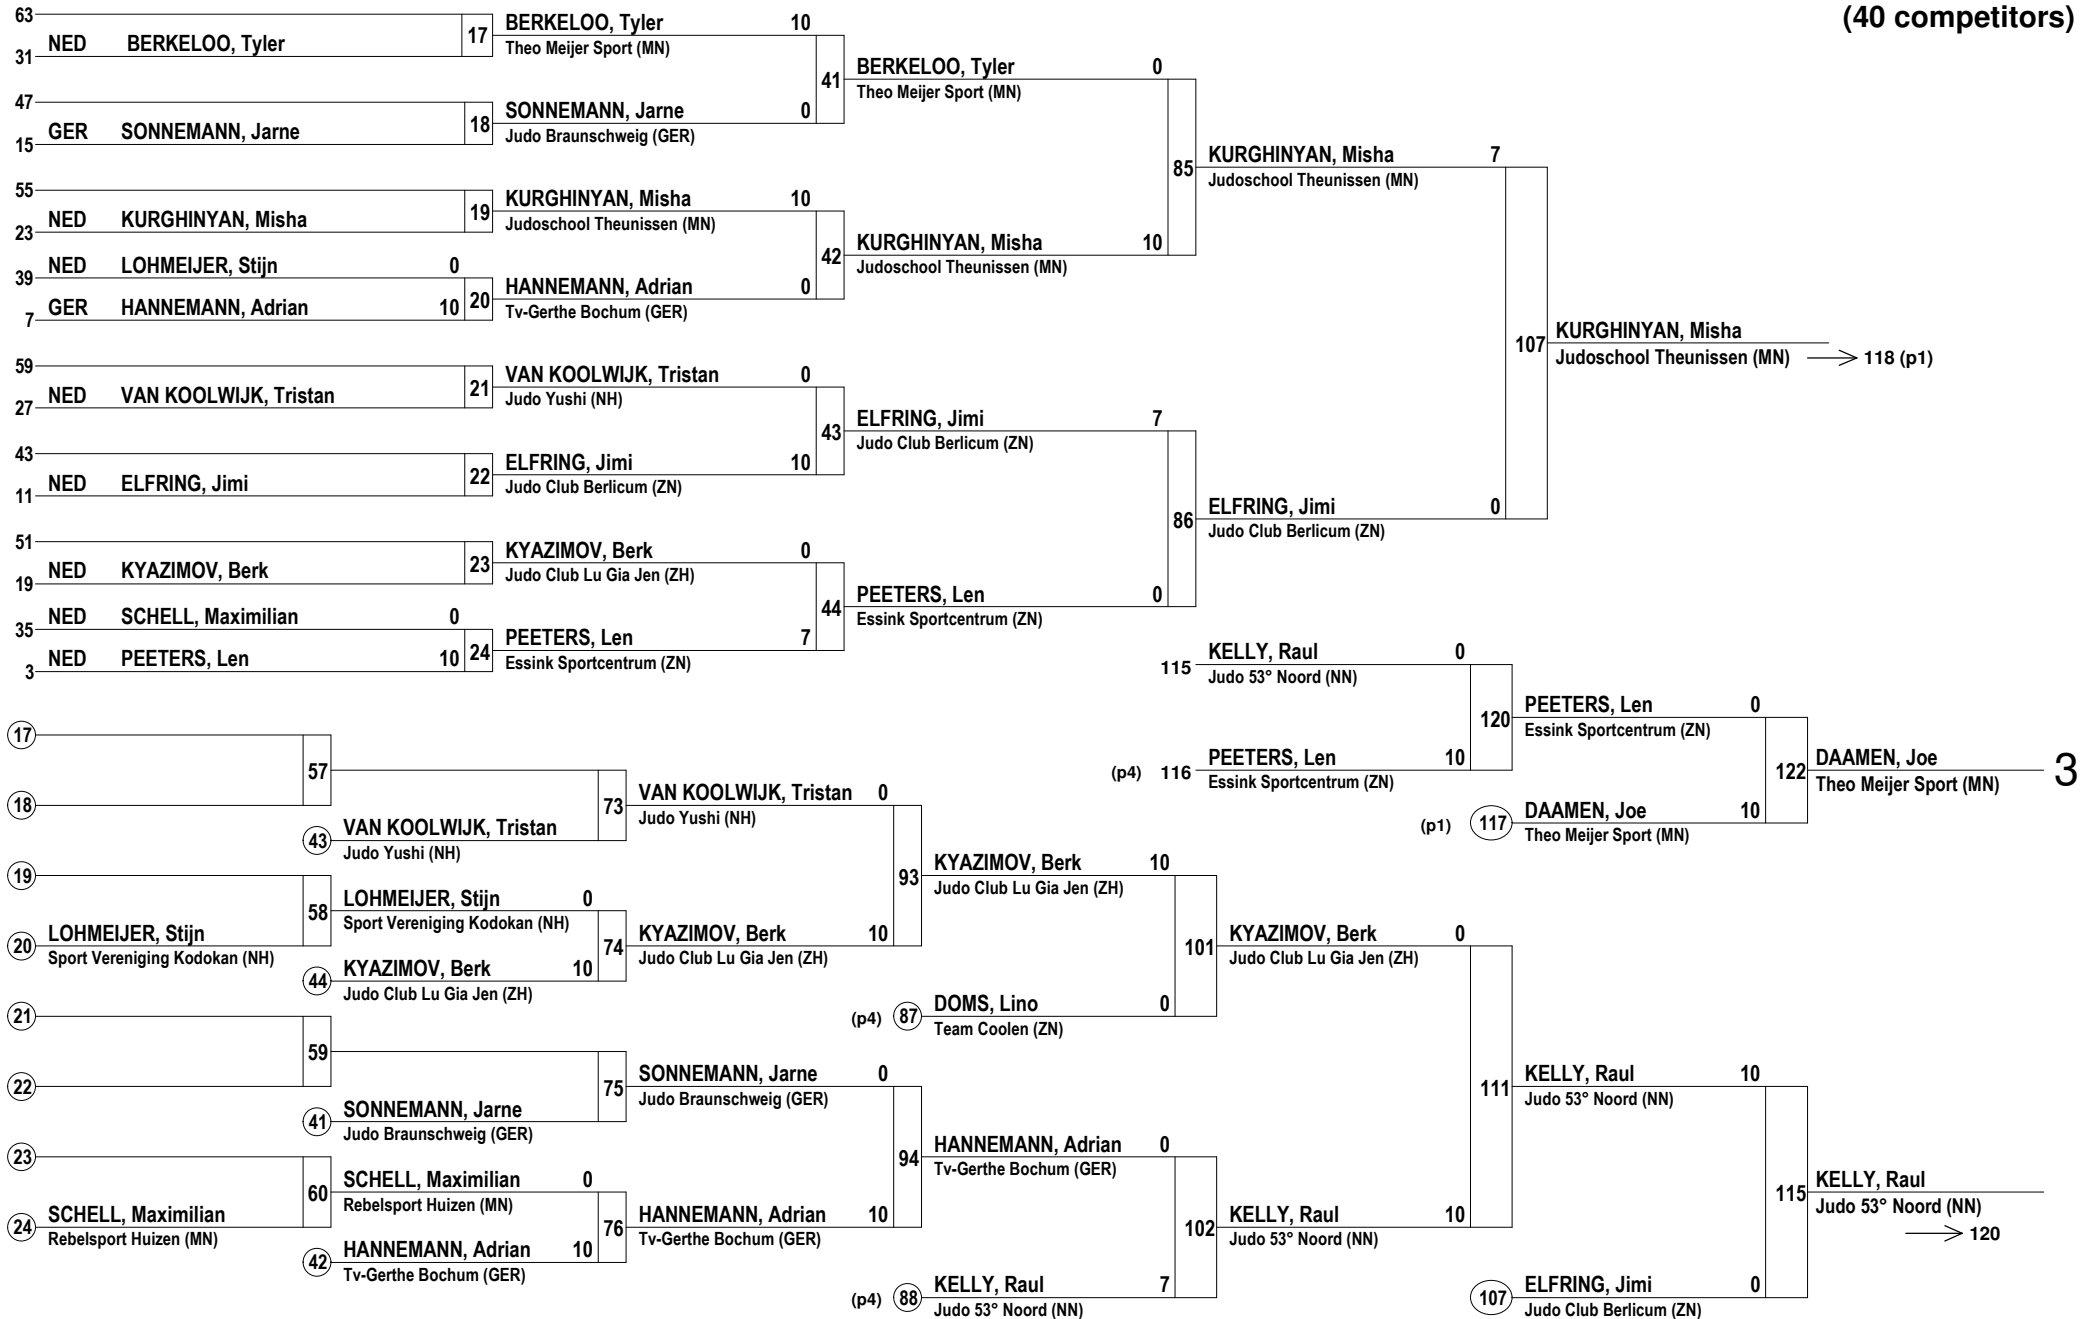 (40 competitors)
63
NED BERKELOO, Tyler
31
17
BERKELOO, Tyler 10
Theo Meijer Sport (MN)
47
GER SONNEMANN, Jarne
15
18
SONNEMANN, Jarne 0
Judo Braunschweig (GER)
41
BERKELOO, Tyler 0
Theo Meijer Sport (MN)
55
NED KURGHINYAN, Misha
23
19
KURGHINYAN, Misha 10
Judoschool Theunissen (MN)
NED LOHMEIJER, Stijn 0
39
GER HANNEMANN, Adrian 10
7
20
HANNEMANN, Adrian 0
Tv-Gerthe Bochum (GER)
42
KURGHINYAN, Misha 10
Judoschool Theunissen (MN)
85
KURGHINYAN, Misha 7
Judoschool Theunissen (MN)
59
NED VAN KOOLWIJK, Tristan
27
21
VAN KOOLWIJK, Tristan 0
Judo Yushi (NH)
43
NED ELFRING, Jimi
11
22
ELFRING, Jimi 10
Judo Club Berlicum (ZN)
43
ELFRING, Jimi 7
Judo Club Berlicum (ZN)
51
NED KYAZIMOV, Berk
19
23
KYAZIMOV, Berk 0
Judo Club Lu Gia Jen (ZH)
NED SCHELL, Maximilian 0
35
NED PEETERS, Len 10
3
24
PEETERS, Len 7
Essink Sportcentrum (ZN)
44
PEETERS, Len 0
Essink Sportcentrum (ZN)
86
ELFRING, Jimi 0
Judo Club Berlicum (ZN)
107
KURGHINYAN, Misha
Judoschool Theunissen (MN) 118 (p1)
115
KELLY, Raul 0
Judo 53° Noord (NN)
(p4) 116
PEETERS, Len 10
Essink Sportcentrum (ZN)
120
PEETERS, Len 0
Essink Sportcentrum (ZN)
(p1) 117
DAAMEN, Joe 10
Theo Meijer Sport (MN)
122
DAAMEN, Joe
Theo Meijer Sport (MN)
3
17
18
57
43
VAN KOOLWIJK, Tristan
Judo Yushi (NH)
73
VAN KOOLWIJK, Tristan 0
Judo Yushi (NH)
19
20
LOHMEIJER, Stijn
Sport Vereniging Kodokan (NH)
58
LOHMEIJER, Stijn 0
Sport Vereniging Kodokan (NH)
44
KYAZIMOV, Berk 10
Judo Club Lu Gia Jen (ZH)
74
KYAZIMOV, Berk 10
Judo Club Lu Gia Jen (ZH)
93
KYAZIMOV, Berk 10
Judo Club Lu Gia Jen (ZH)
(p4) 87
DOMS, Lino 0
Team Coolen (ZN)
101
KYAZIMOV, Berk 0
Judo Club Lu Gia Jen (ZH)
21
22
59
41
SONNEMANN, Jarne
Judo Braunschweig (GER)
75
SONNEMANN, Jarne 0
Judo Braunschweig (GER)
23
24
SCHELL, Maximilian
Rebelsport Huizen (MN)
60
SCHELL, Maximilian 0
Rebelsport Huizen (MN)
42
HANNEMANN, Adrian 10
Tv-Gerthe Bochum (GER)
76
HANNEMANN, Adrian 10
Tv-Gerthe Bochum (GER)
94
HANNEMANN, Adrian 0
Tv-Gerthe Bochum (GER)
(p4) 88
KELLY, Raul 7
Judo 53° Noord (NN)
102
KELLY, Raul 10
Judo 53° Noord (NN)
111
KELLY, Raul 10
Judo 53° Noord (NN)
107
ELFRING, Jimi 0
Judo Club Berlicum (ZN)
115
KELLY, Raul
Judo 53° Noord (NN)
120